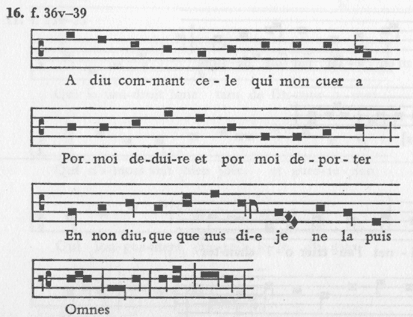 16. f. 36v–39
A diu com-mant ce - le qui mon cuer a
Por-moi de-dui-re et por moi de - por - ter
En non diu, que que nus di-e je ne la puis
Omnes